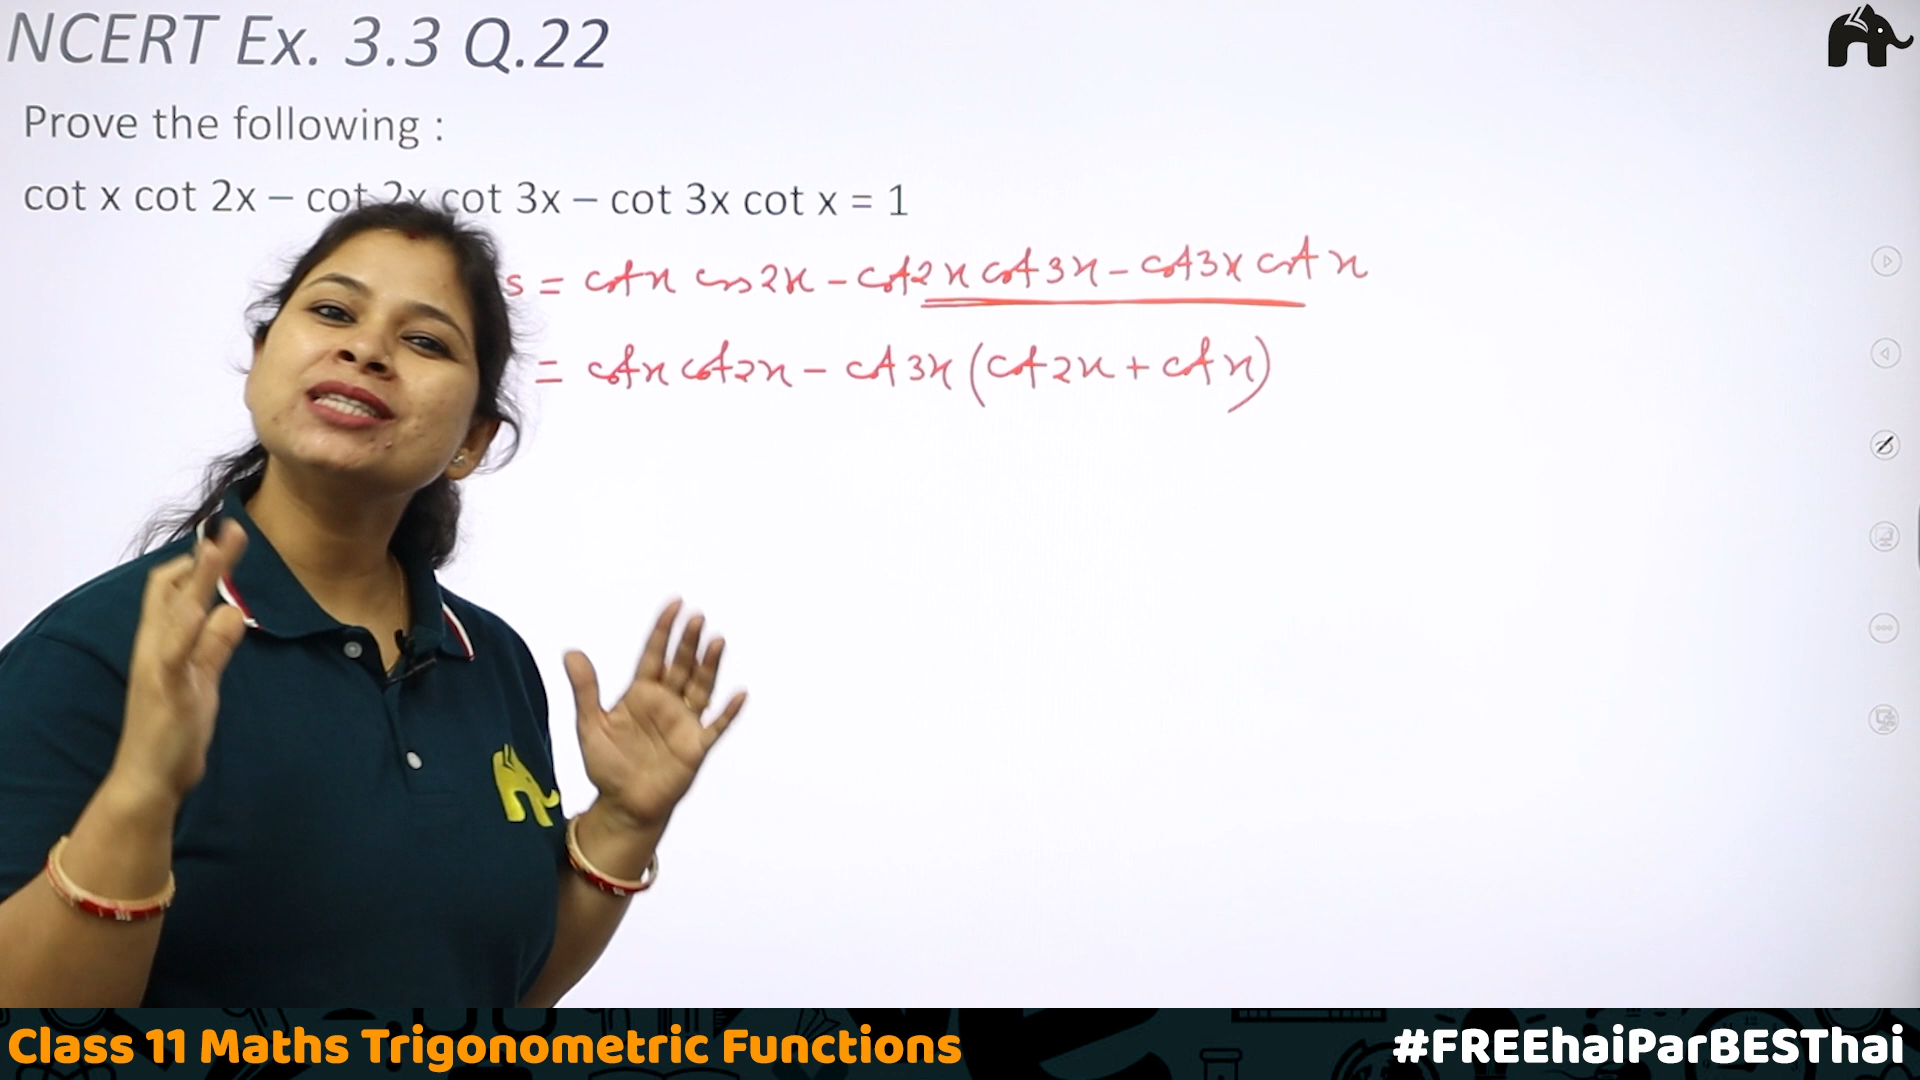 NCERT Ex. 3.3 Q.22
Prove the following :
cot x cot 2x – cot 2x cot 3x – cot 3x cot x = 1
s = cot x cos 2x - cot 2x cot 3x - cot 3x cot x
= cot x cot 2x - cot 3x (cot 2x + cot x)
Class 11 Maths Trigonometric Functions
#FREEhaiParBESThai